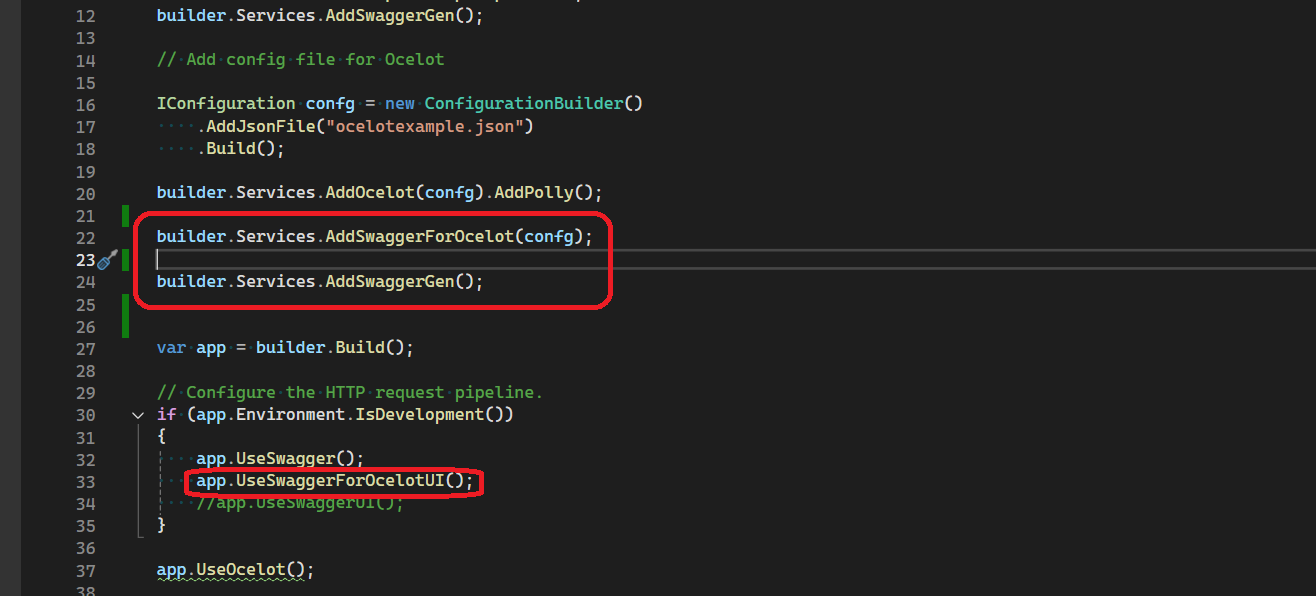 12 builder.Services.AddSwaggerGen();
13
14 // Add config file for Ocelot
15
16 IConfiguration confg = new ConfigurationBuilder()
17     .AddJsonFile("ocelotexample.json")
18     .Build();
19
20 builder.Services.AddOcelot(confg).AddPolly();
21
22 builder.Services.AddSwaggerForOcelot(confg);
23
24 builder.Services.AddSwaggerGen();
25
26
27 var app = builder.Build();
28
29 // Configure the HTTP request pipeline.
30 if (app.Environment.IsDevelopment())
31 {
32     app.UseSwagger();
33     app.UseSwaggerForOcelotUI();
34     //app.UseSwaggerUI();
35 }
36
37 app.UseOcelot();
38